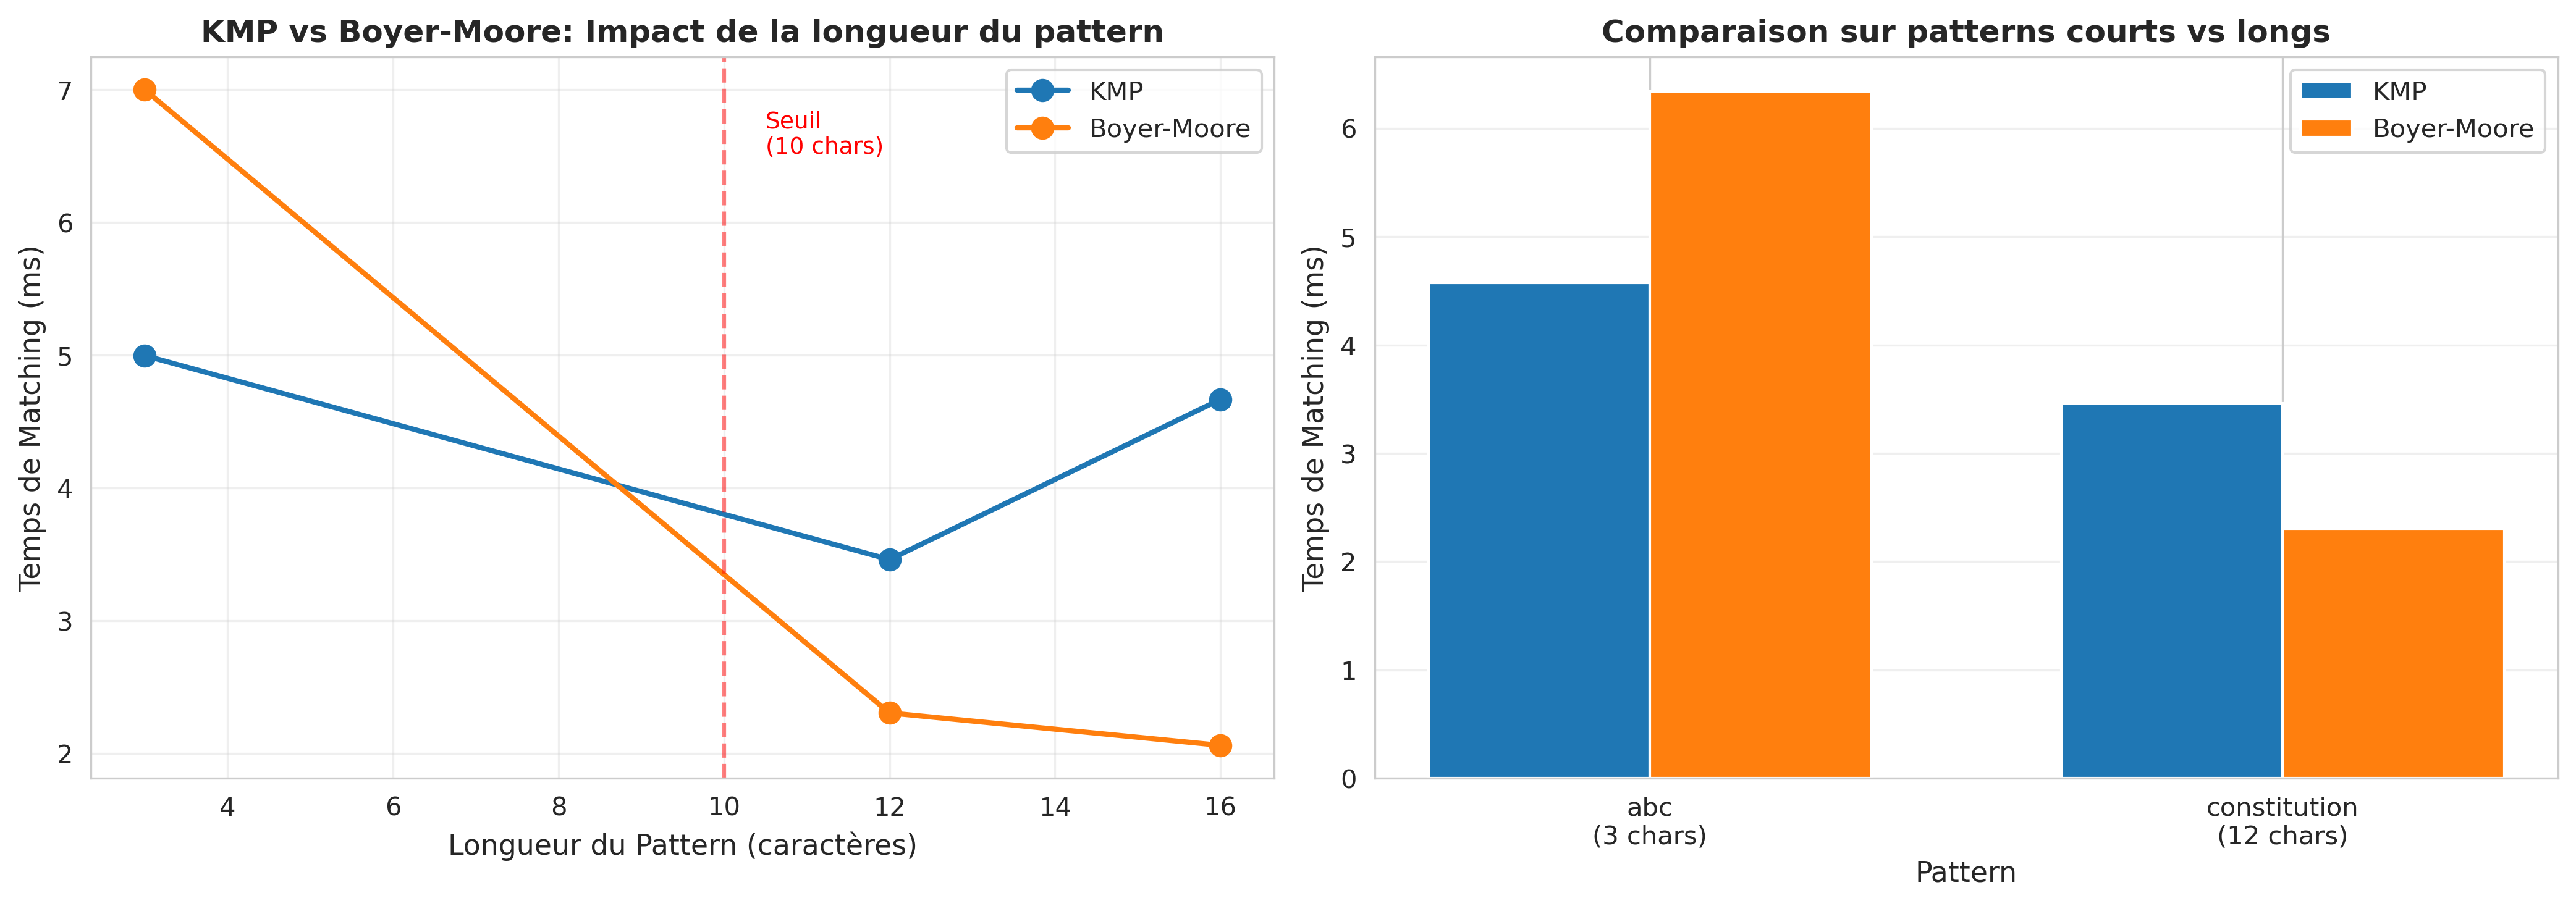 KMP vs Boyer-Moore: Impact de la longueur du pattern
Temps de Matching (ms)
7
6
5
4
3
2
Seuil
(10 chars)
KMP
Boyer-Moore
4 6 8 10 12 14 16
Longueur du Pattern (caractères)
Comparaison sur patterns courts vs longs
Temps de Matching (ms)
6
5
4
3
2
1
0
KMP
Boyer-Moore
abc
(3 chars)
constitution
(12 chars)
Pattern